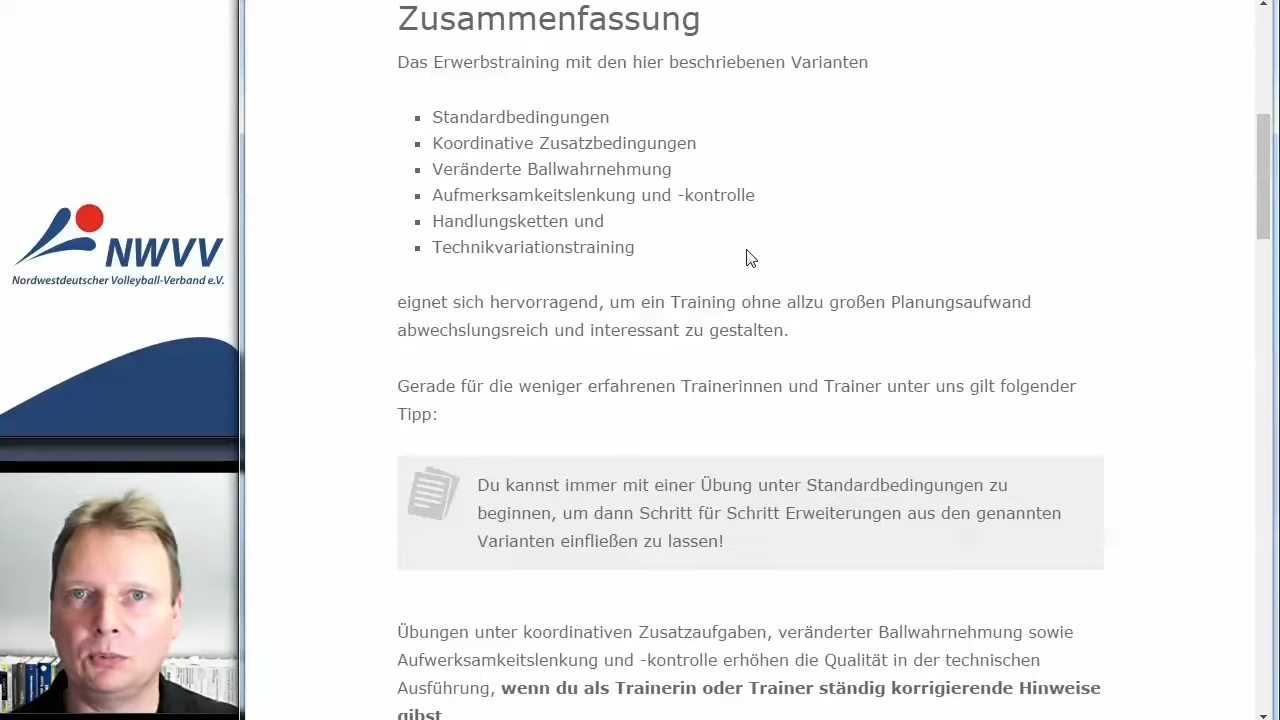 Zusammenfassung
Das Erwerbstraining mit den hier beschriebenen Varianten
Standardbedingungen
Koordinative Zusatzbedingungen
Veränderte Ballwahrnehmung
Aufmerksamkeitslenkung und -kontrolle
Handlungsketten und
Technikvariationstraining
eignet sich hervorragend, um ein Training ohne allzu großen Planungsaufwand
abwechslungsreich und interessant zu gestalten.
Gerade für die weniger erfahrenen Trainerinnen und Trainer unter uns gilt folgender
Tipp:
Du kannst immer mit einer Übung unter Standardbedingungen zu
beginnen, um dann Schritt für Schritt Erweiterungen aus den genannten
Varianten einfließen zu lassen!
Übungen unter koordinativen Zusatzaufgaben, veränderter Ballwahrnehmung sowie
Aufwerksamkeitslenkung und -kontrolle erhöhen die Qualität in der technischen
Ausführung, wenn du als Trainerin oder Trainer ständig korrigierende Hinweise
gibst
NWVV
Nordwestdeutscher Volleyball-Verband e.V.